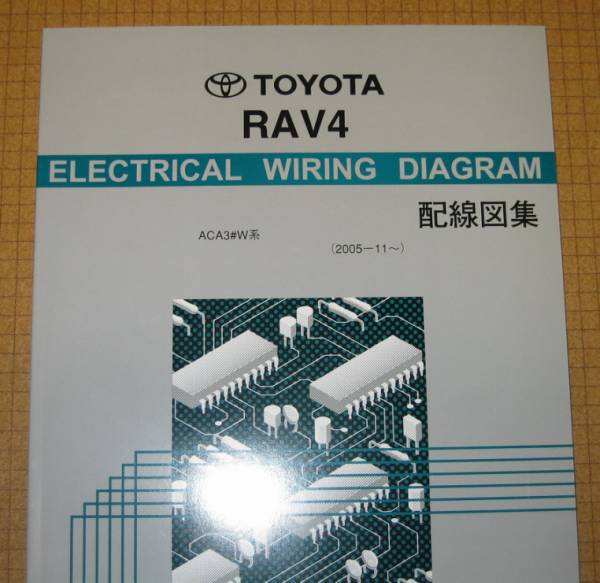 TOYOTA
RAV4
ELECTRICAL WIRING DIAGRAM
配線図集
ACA3#W系
(2005−11〜)